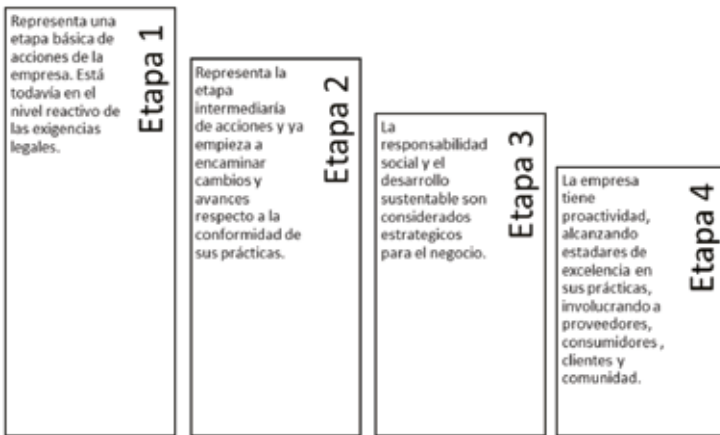 Representa una
etapa básica de
acciones de la
empresa. Está
todavía en el
nivel reactivo de
las exigencias
legales.
Etapa 1
Representa la
etapa
intermediaría
de acciones y ya
empieza a
encaminar
cambios y
avances
respecto a la
conformidad de
sus prácticas.
Etapa 2
La
responsabilidad
social y el
desarrollo
sustentable son
considerados
estrategicos
para el negocio.
Etapa 3
La empresa
tiene
proactividad,
alcanzando
estadares de
excelencia en
sus prácticas,
involucrando a
proveedores,
consumidores ,
clientes y
comunidad.
Etapa 4